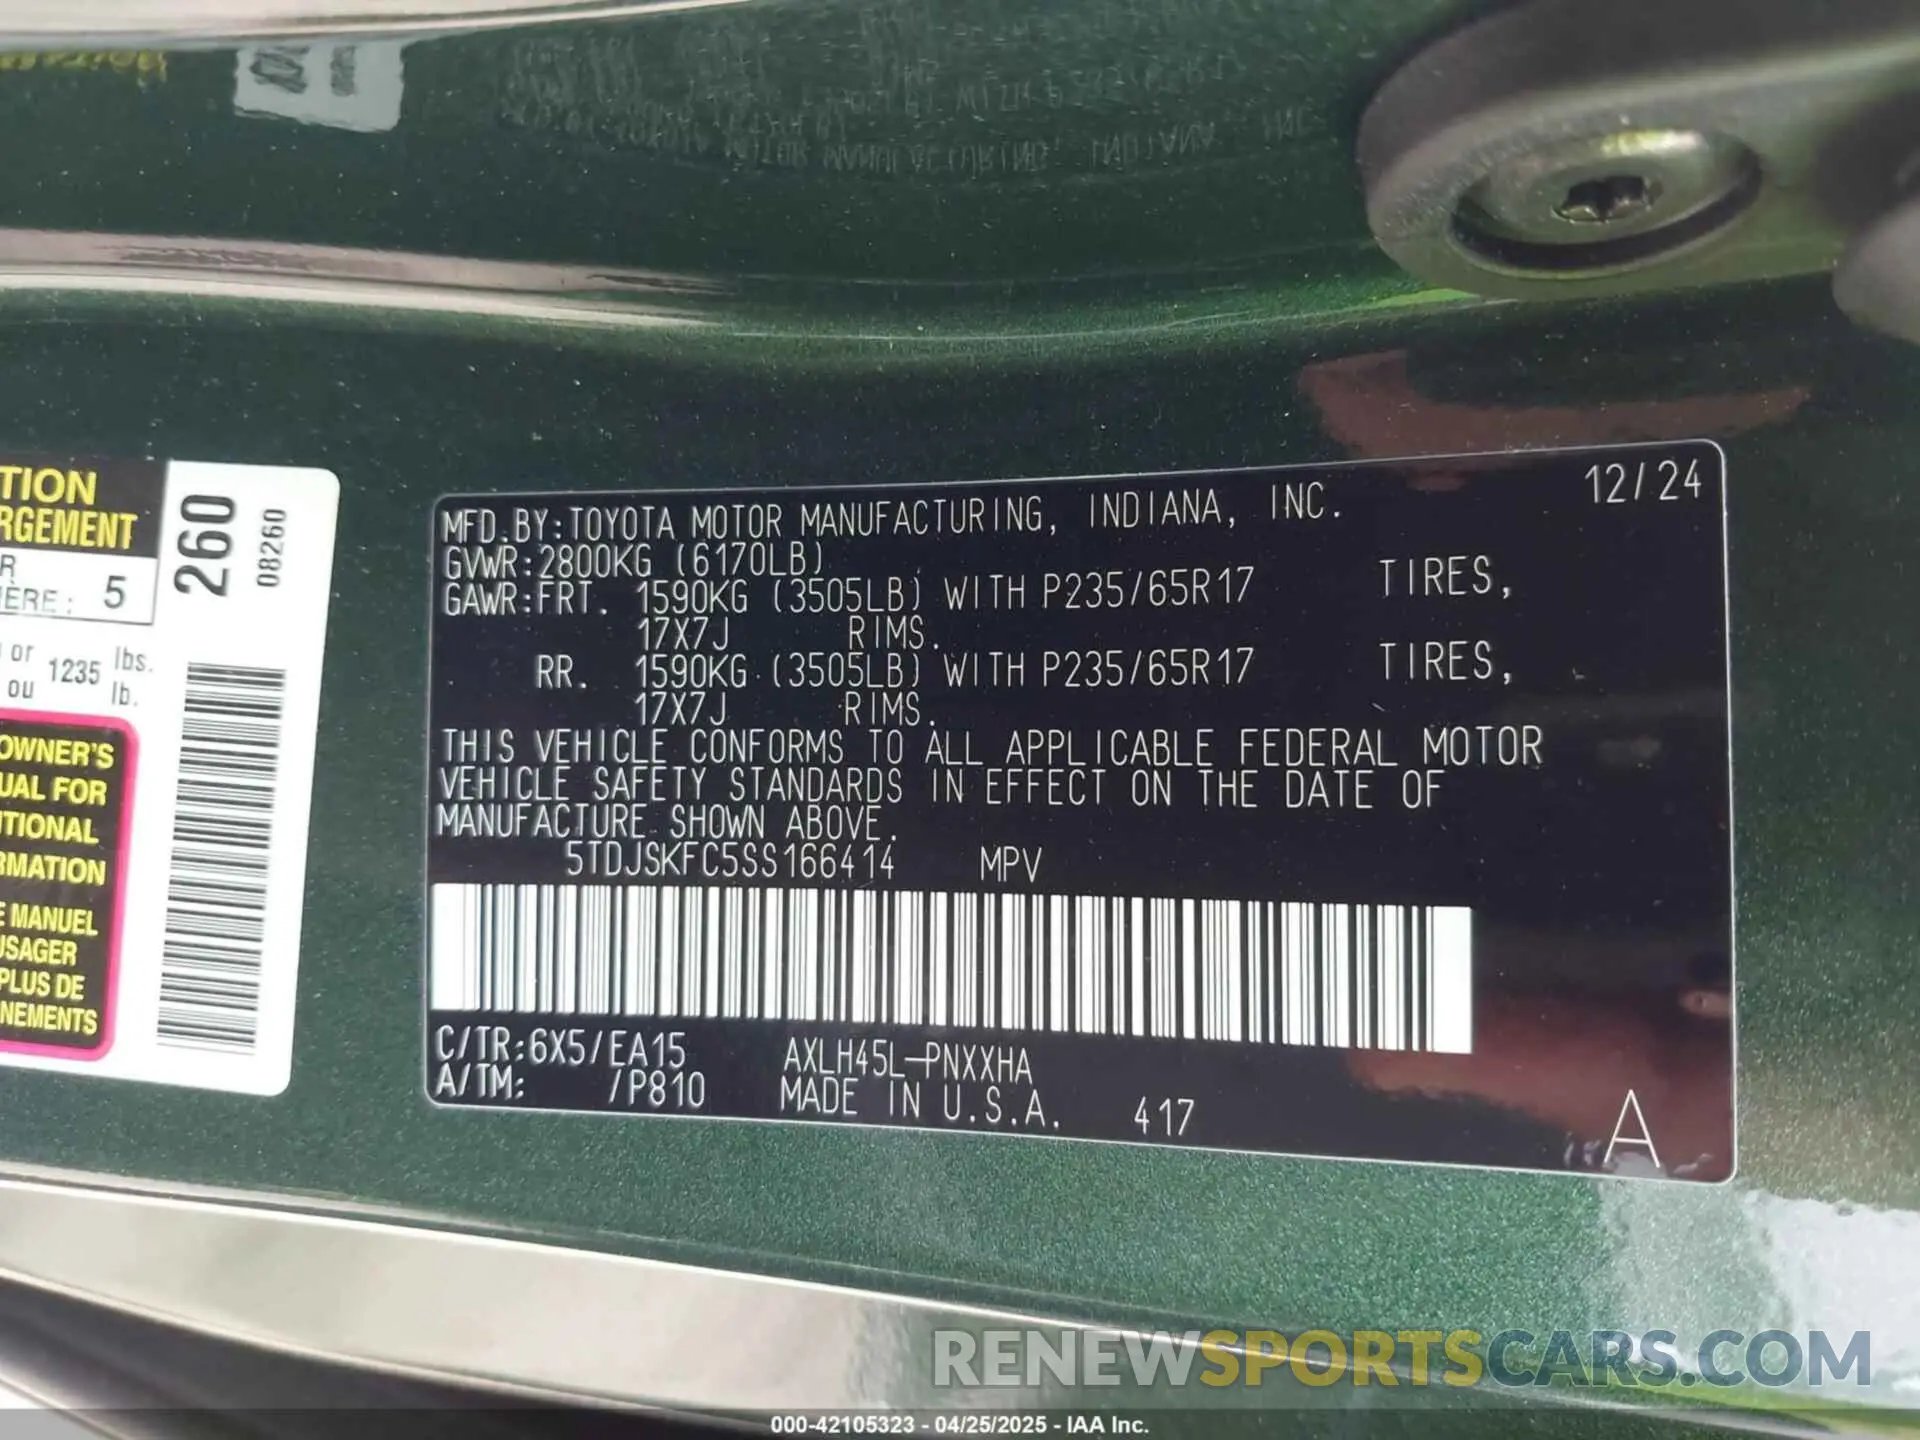 MFD.BY:TOYOTA MOTOR MANUFACTURING, INDIANA, INC. 12/24
GVWR:2800KG (6170LB)
GAWR:FRT. 1590KG (3505LB) WITH P235/65R17 TIRES,
17X7J RIMS.
RR. 1590KG (3505LB) WITH P235/65R17 TIRES,
17X7J RIMS.
THIS VEHICLE CONFORMS TO ALL APPLICABLE FEDERAL MOTOR
VEHICLE SAFETY STANDARDS IN EFFECT ON THE DATE OF
MANUFACTURE SHOWN ABOVE.
5TDJSKFC5SS166414 MPV
C/TR:6X5/EA15 AXLH45L-PNXXHA
A/TM: /P810 MADE IN U.S.A. 417 A
TION
RGEMENT
R
IÈRE: 5
or 1235 lbs.
ou lb.
OWNER'S
UAL FOR
TIONAL
RMATION
E MANUEL
USAGER
PLUS DE
NEMENTS
260
08260
RENEWSPORTSCARS.COM
000-42105323 - 04/25/2025 - IAA Inc.